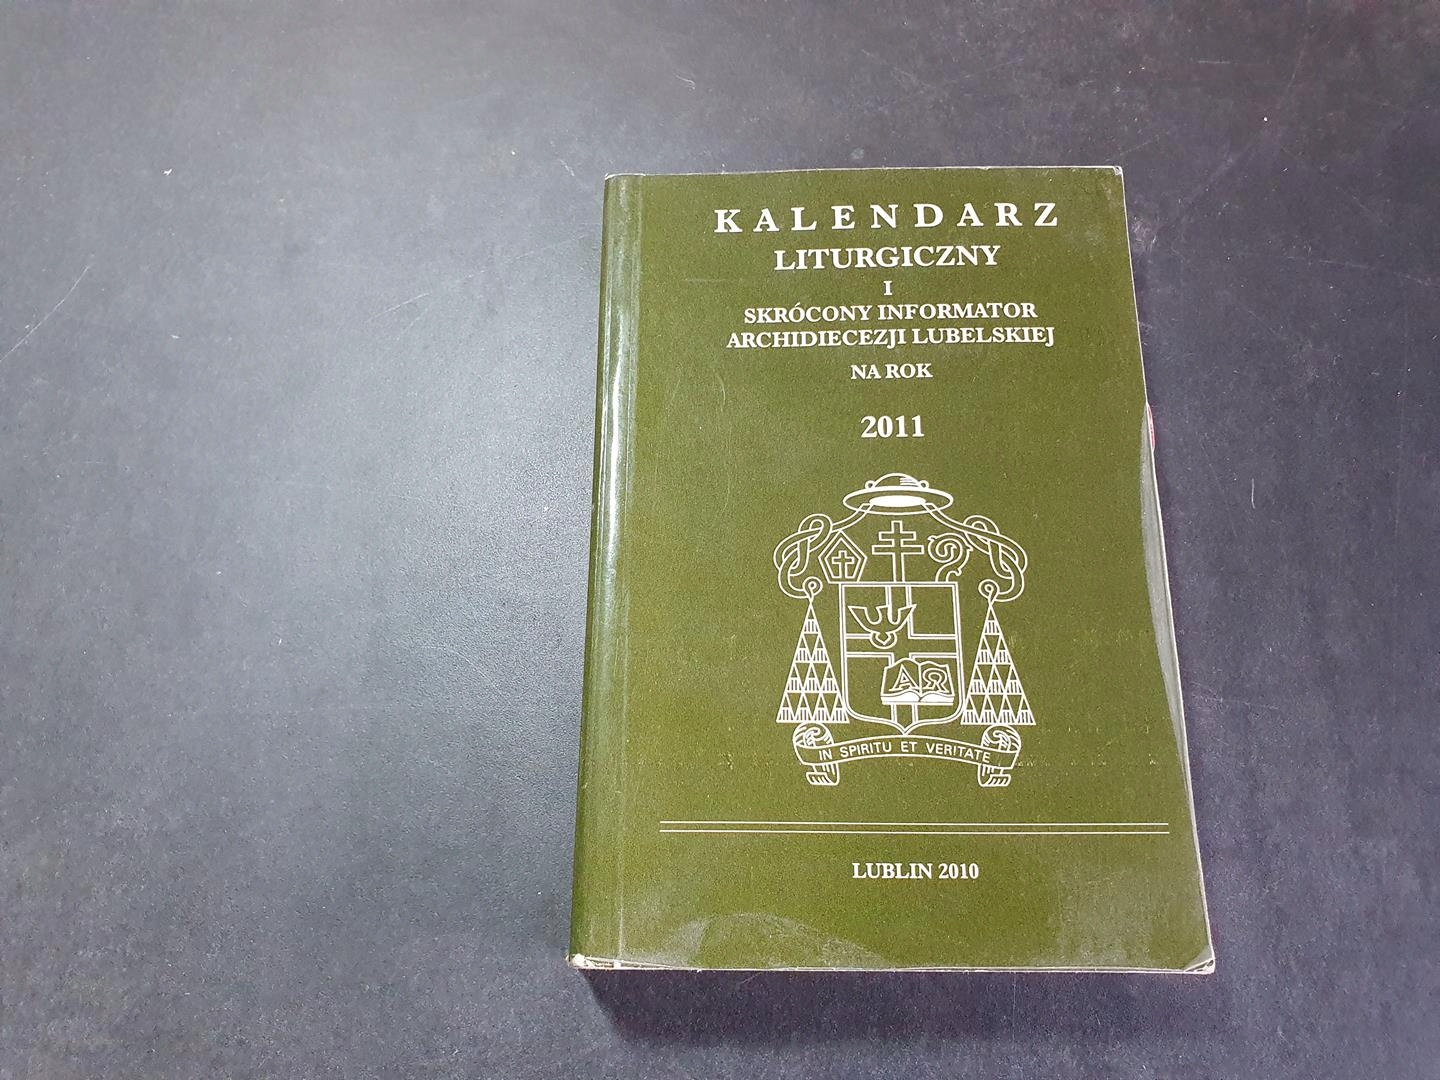 KALENDARZ
LITURGICZNY
I
SKRÓCONY INFORMATOR
ARCHIDIECEZJI LUBELSKIEJ
NA ROK
2011
A Ω
IN SPIRITU ET VERITATE
LUBLIN 2010